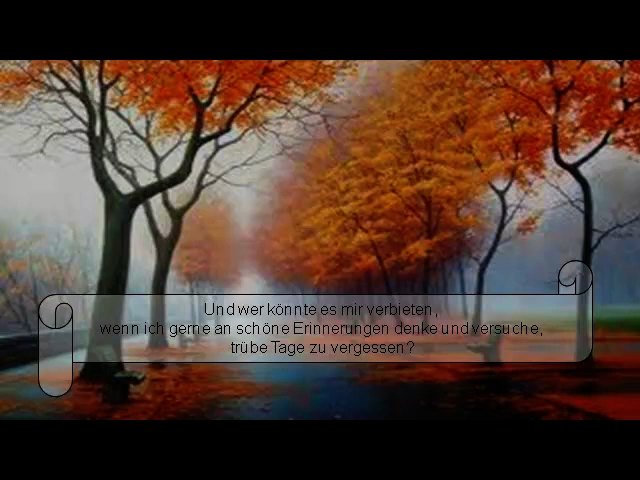 Und wer könnte es mir verbieten,
wenn ich gerne an schöne Erinnerungen denke und versuche,
trübe Tage zu vergessen?